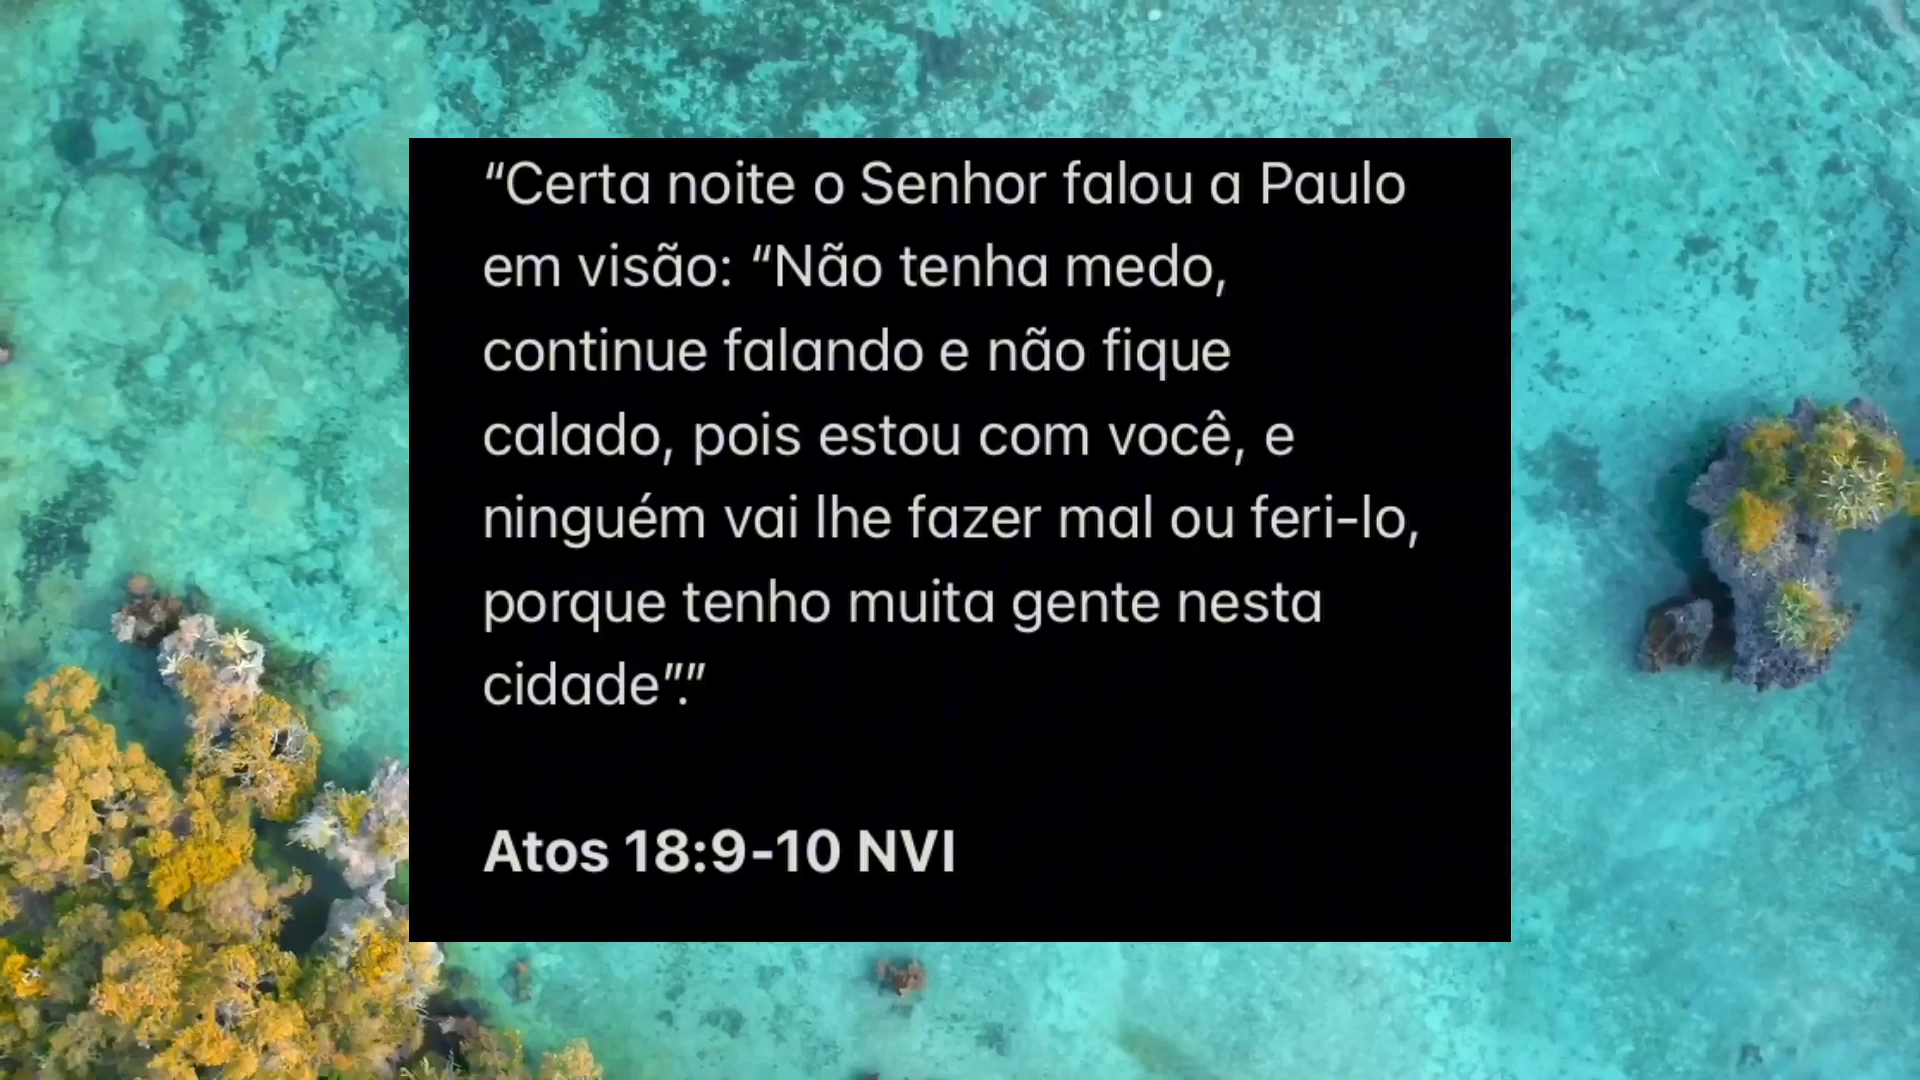 “Certa noite o Senhor falou a Paulo
em visão: “Não tenha medo,
continue falando e não fique
calado, pois estou com você, e
ninguém vai lhe fazer mal ou feri-lo,
porque tenho muita gente nesta
cidade”.”
Atos 18:9-10 NVI